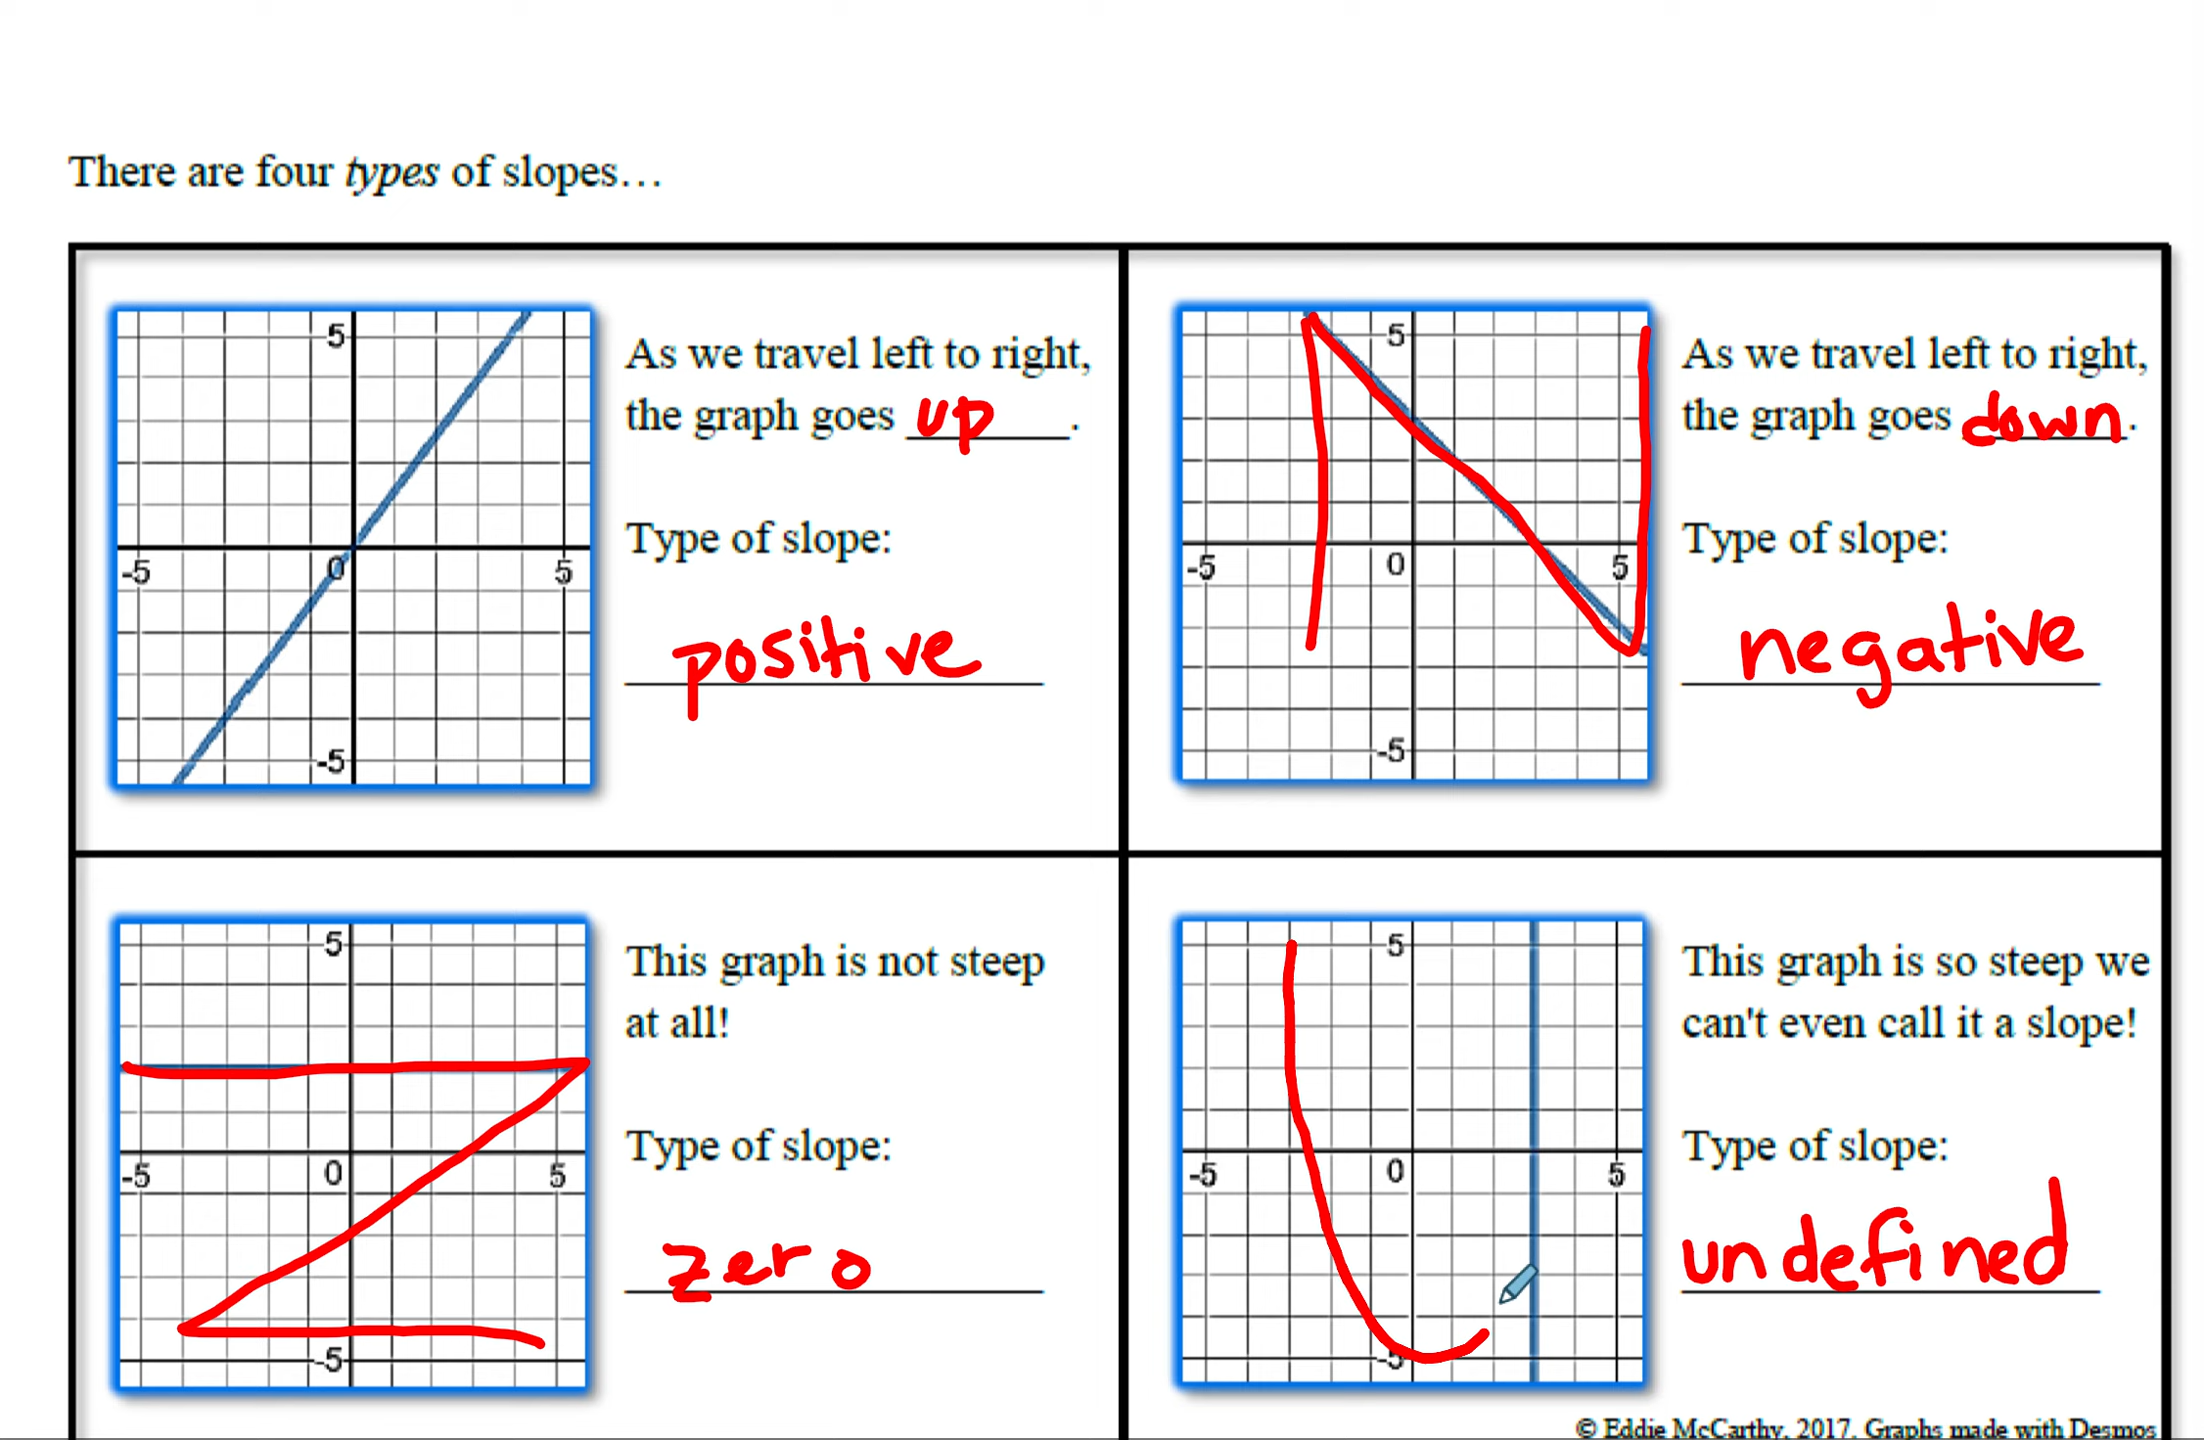 There are four types of slopes…
5
-5
0
5
-5
As we travel left to right,
the graph goes up.
Type of slope:
positive
5
-5
0
5
-5
As we travel left to right,
the graph goes down.
Type of slope:
negative
5
-5
0
5
-5
This graph is not steep
at all!
Type of slope:
zero
5
-5
0
5
-5
This graph is so steep we
can't even call it a slope!
Type of slope:
undefined
© Eddie McCarthy, 2017. Graphs made with Desmos